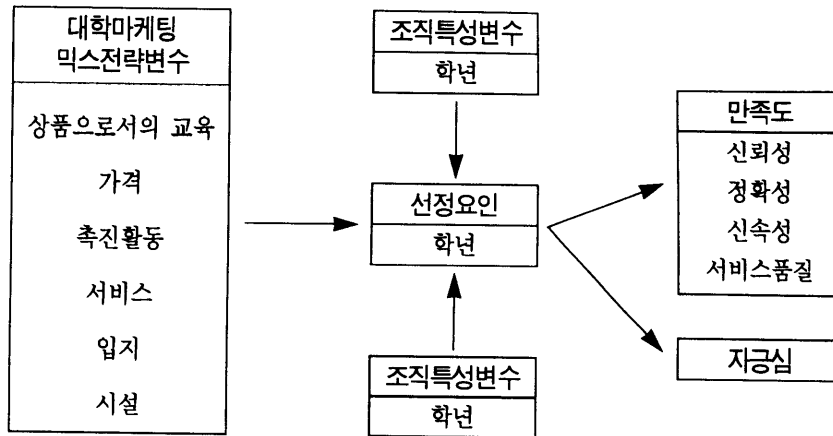 대학마케팅
믹스전략변수
상품으로서의 교육
가격
촉진활동
서비스
입지
시설
조직특성변수
학년
선정요인
학년
조직특성변수
학년
만족도
신뢰성
정확성
신속성
서비스품질
자긍심